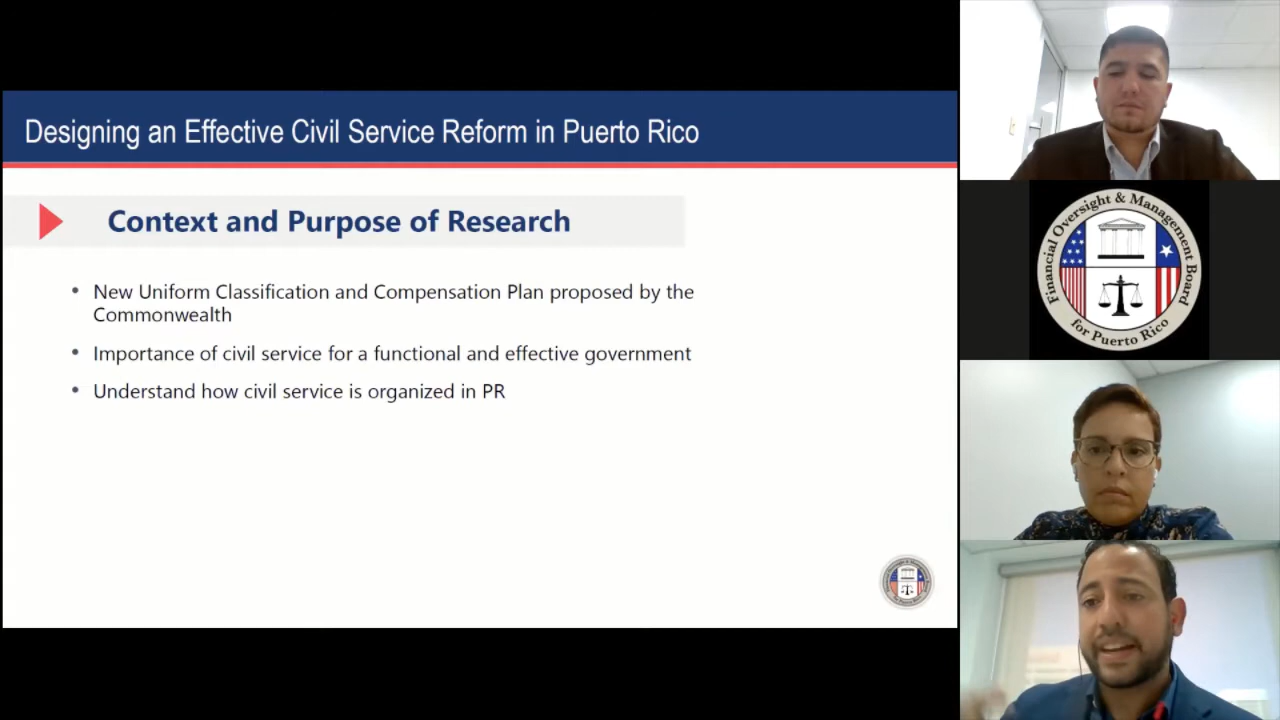 Designing an Effective Civil Service Reform in Puerto Rico
Context and Purpose of Research
• New Uniform Classification and Compensation Plan proposed by the
Commonwealth
• Importance of civil service for a functional and effective government
• Understand how civil service is organized in PR
Financial Oversight & Management Board
for Puerto Rico